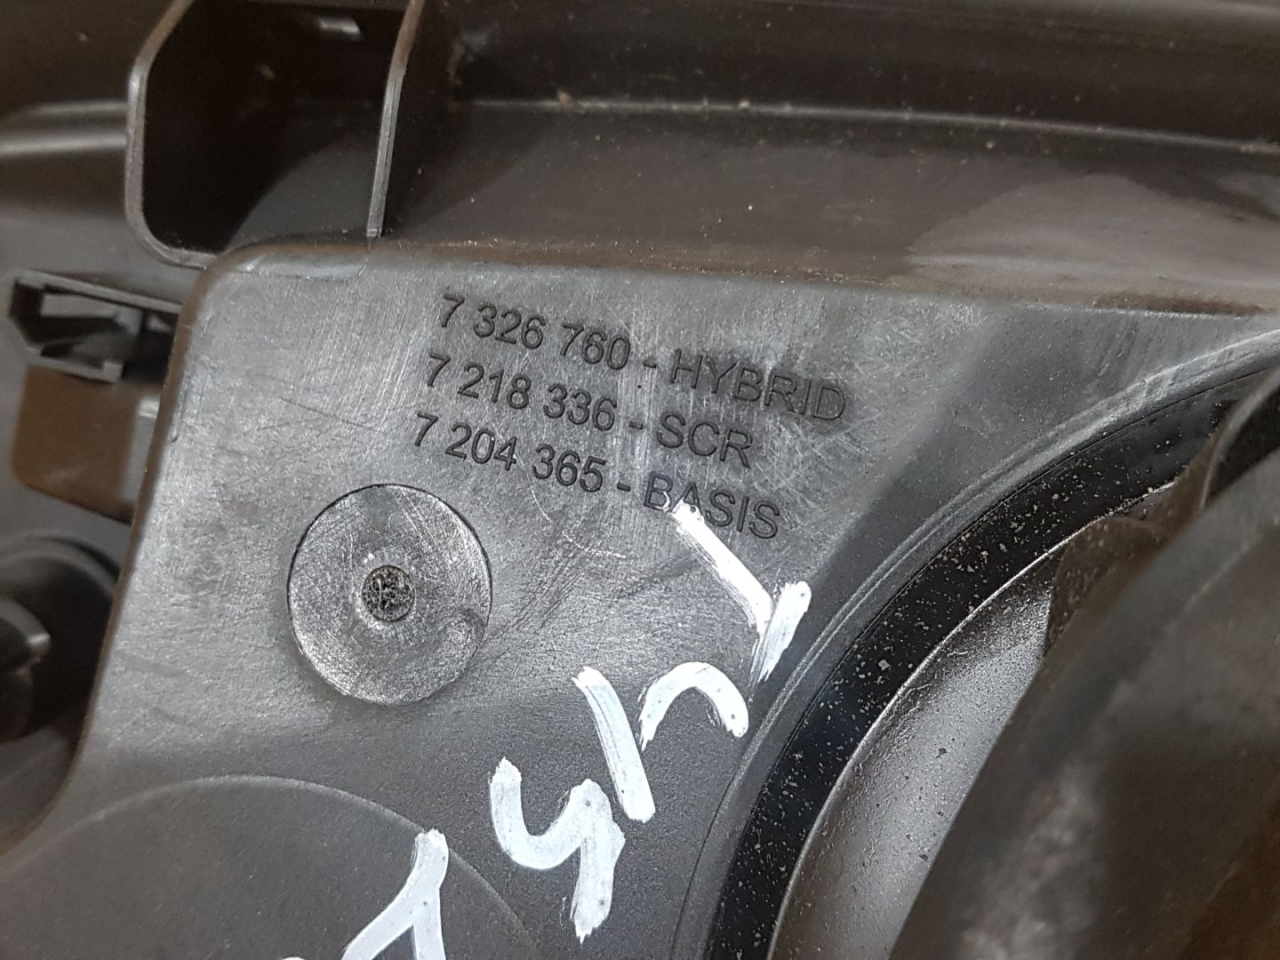 7 326 760 - HYBRID
7 218 336 - SCR
7 204 365 - BASIS